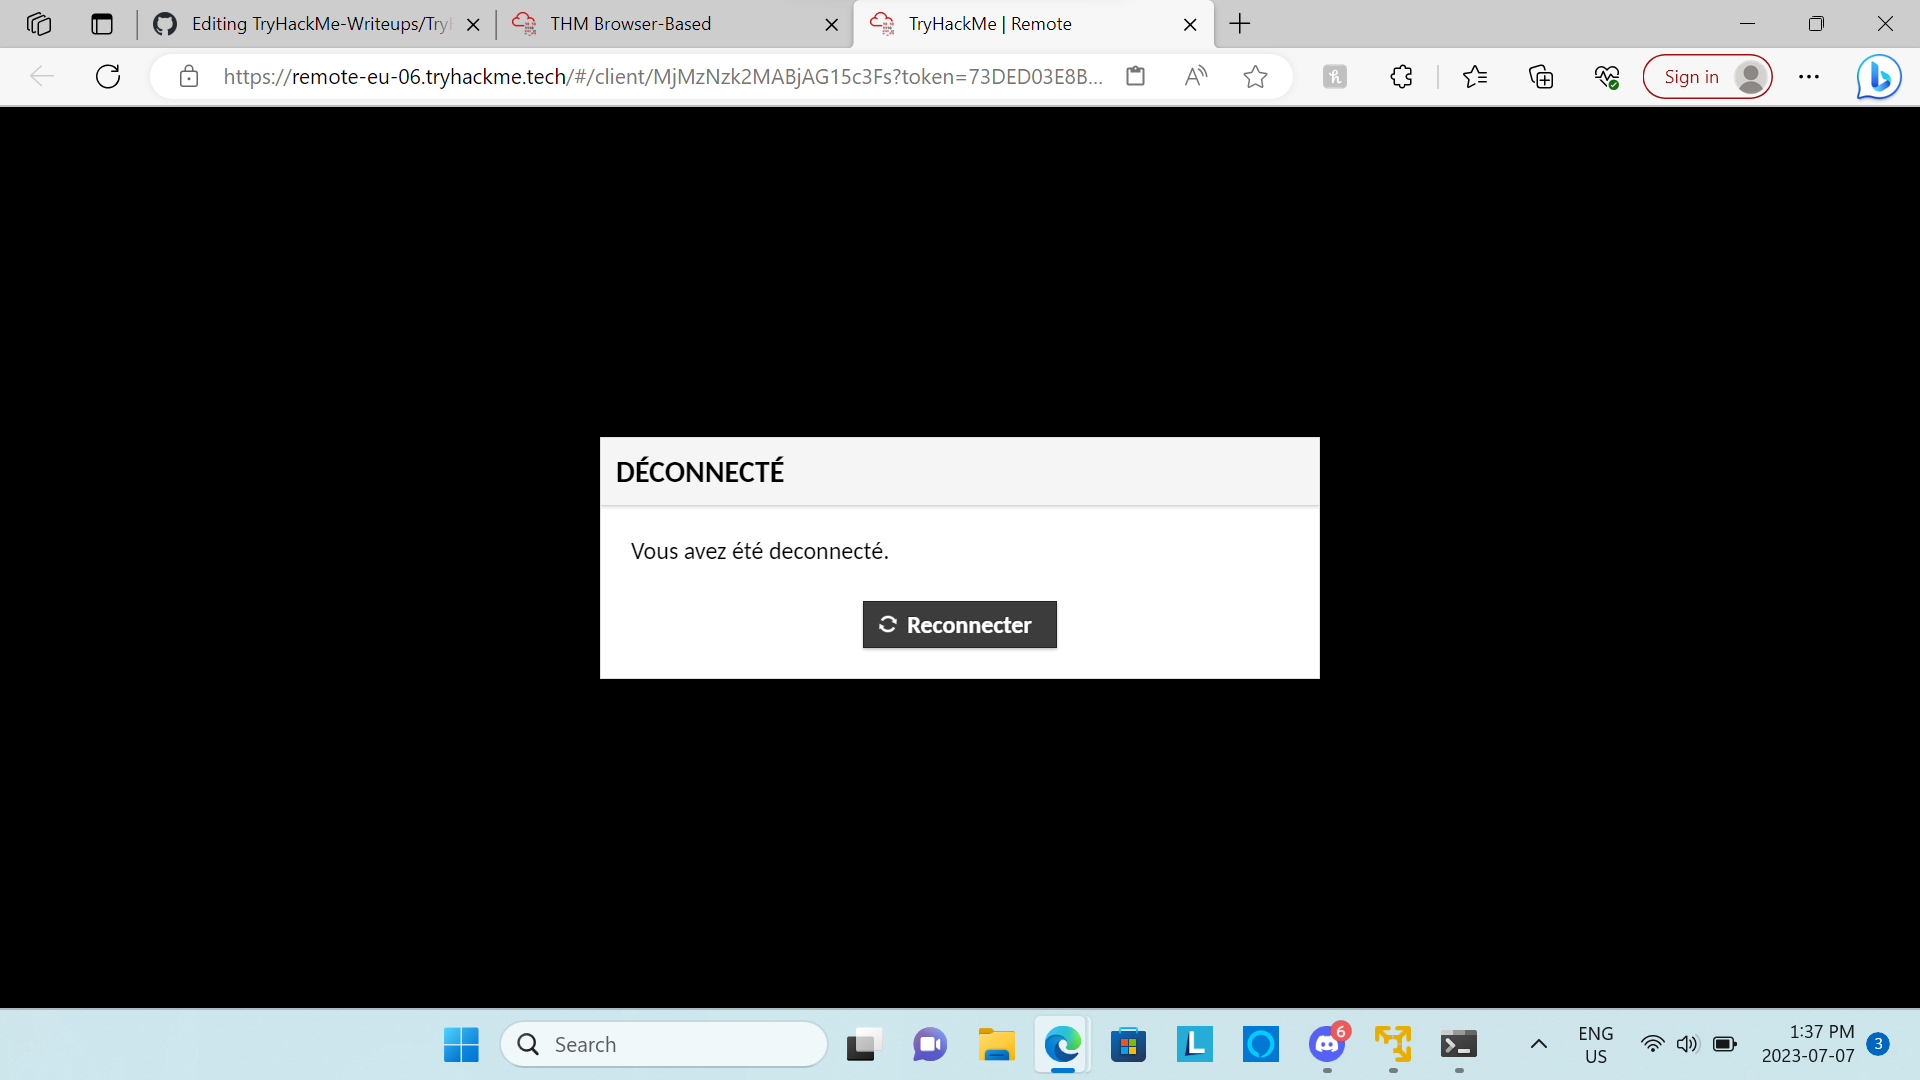 Editing TryHackMe-Writeups/Try
THM Browser-Based
TryHackMe | Remote
https://remote-eu-06.tryhackme.tech/#/client/MjMzNzk2MABjAG15c3Fs?token=73DED03E8B...
Sign in
DÉCONNECTÉ
Vous avez été deconnecté.
Reconnecter
Search
6
ENG
US
1:37 PM
2023-07-07
3